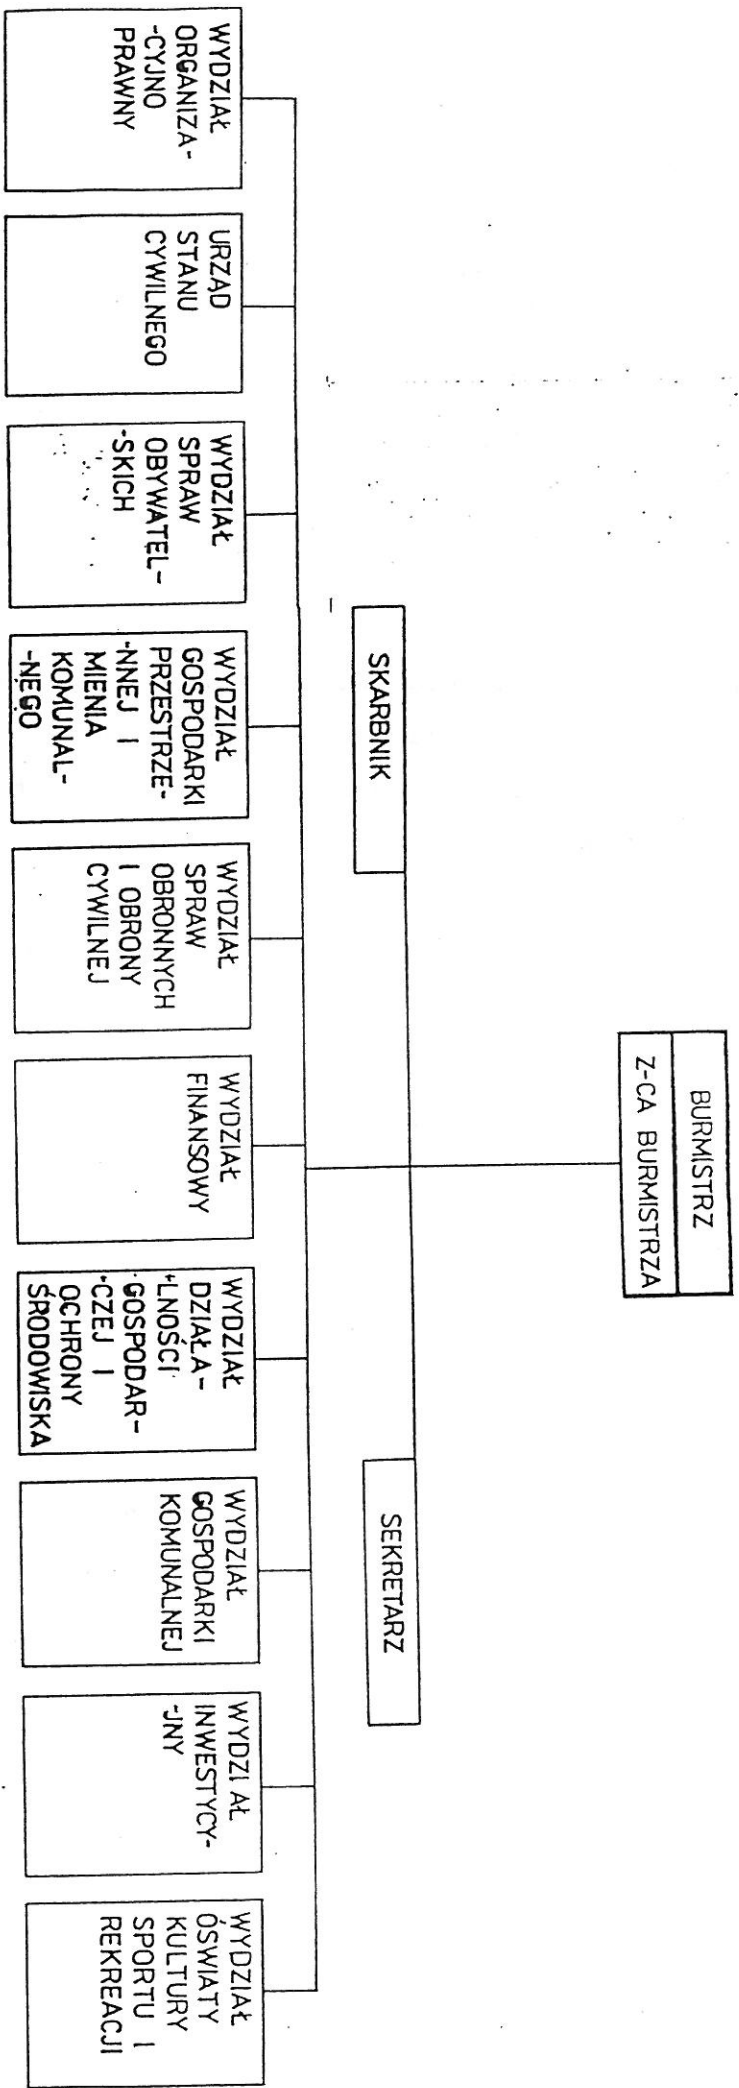 BURMISTRZ
Z-CA BURMISTRZA
SKARBNIK
SEKRETARZ
WYDZIAŁ
ORGANIZA-
-CYJNO
PRAWNY
URZĄD
STANU
CYWILNEGO
WYDZIAŁ
SPRAW
OBYWATEL-
-SKICH
WYDZIAŁ
GOSPODARKI
PRZESTRZE-
-NNEJ I
MIENIA
KOMUNAL-
-NEGO
WYDZIAŁ
SPRAW
OBRONNYCH
I OBRONY
CYWILNEJ
WYDZIAŁ
FINANSOWY
WYDZIAŁ
DZIAŁA-
-LNOŚCI
GOSPODAR-
-CZEJ I
OCHRONY
ŚRODOWISKA
WYDZIAŁ
GOSPODARKI
KOMUNALNEJ
WYDZI AŁ
INWESTYCY-
-JNY
WYDZIAŁ
OŚWIATY
KULTURY
SPORTU I
REKREACJI